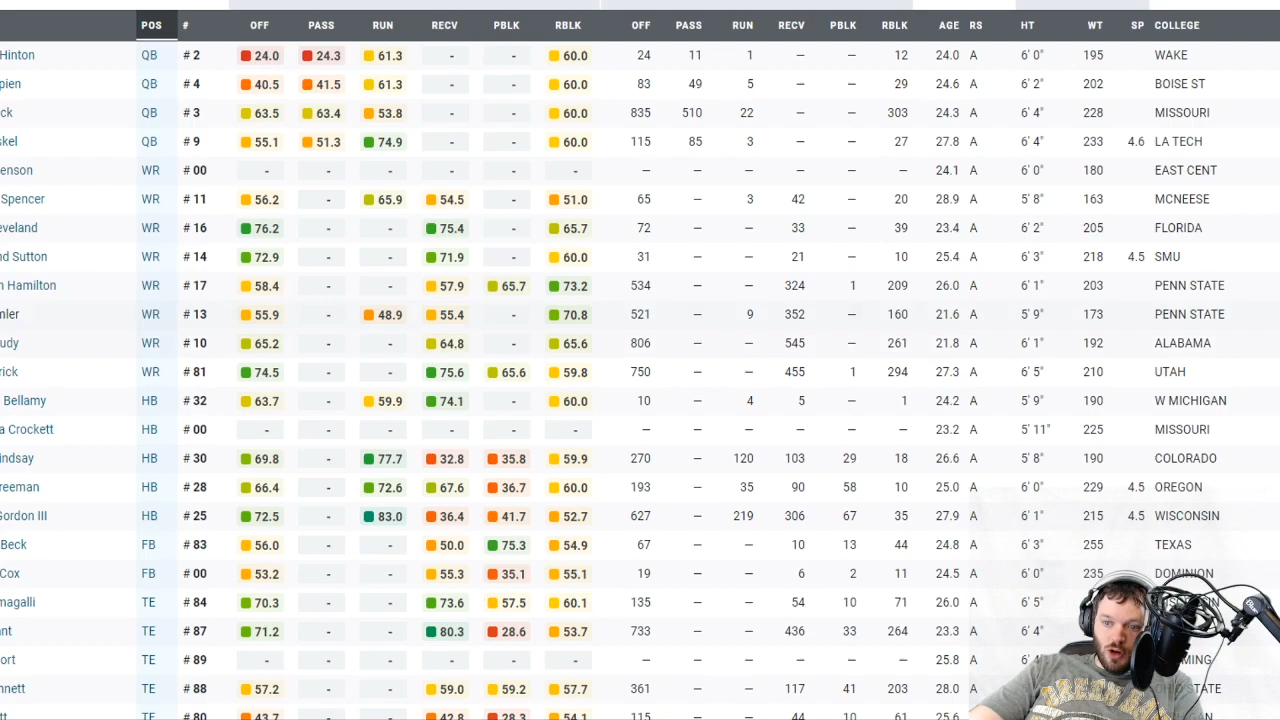 POS # OFF PASS RUN RECV PBLK RBLK OFF PASS RUN RECV PBLK RBLK AGE RS HT WT SP COLLEGE
Hinton QB # 2 24.0 24.3 61.3 - - 60.0 24 11 1 — — 12 24.0 A 6' 0" 195 WAKE
pien QB # 4 40.5 41.5 61.3 - - 60.0 83 49 5 — — 29 24.6 A 6' 2" 202 BOISE ST
ck QB # 3 63.5 63.4 53.8 - - 60.0 835 510 22 — — 303 24.3 A 6' 4" 228 MISSOURI
skel QB # 9 55.1 51.3 74.9 - - 60.0 115 85 3 — — 27 27.8 A 6' 4" 233 4.6 LA TECH
enson WR # 00 - - - - - - — — — — — — 24.1 A 6' 0" 180 EAST CENT
Spencer WR # 11 56.2 - 65.9 54.5 - 51.0 65 — 3 42 — 20 28.9 A 5' 8" 163 MCNEESE
eveland WR # 16 76.2 - - 75.4 - 65.7 72 — — 33 — 39 23.4 A 6' 2" 205 FLORIDA
nd Sutton WR # 14 72.9 - - 71.9 - 60.0 31 — — 21 — 10 25.4 A 6' 3" 218 4.5 SMU
n Hamilton WR # 17 58.4 - - 57.9 65.7 73.2 534 — — 324 1 209 26.0 A 6' 1" 203 PENN STATE
mler WR # 13 55.9 - 48.9 55.4 - 70.8 521 — 9 352 — 160 21.6 A 5' 9" 173 PENN STATE
udy WR # 10 65.2 - - 64.8 - 65.6 806 — — 545 — 261 21.8 A 6' 1" 192 ALABAMA
rick WR # 81 74.5 - - 75.6 65.6 59.8 750 — — 455 1 294 27.3 A 6' 5" 210 UTAH
Bellamy HB # 32 63.7 - 59.9 74.1 - 60.0 10 — 4 5 — 1 24.2 A 5' 9" 190 W MICHIGAN
a Crockett HB # 00 - - - - - - — — — — — — 23.2 A 5' 11" 225 MISSOURI
indsay HB # 30 69.8 - 77.7 32.8 35.8 59.9 270 — 120 103 29 18 26.6 A 5' 8" 190 COLORADO
reeman HB # 28 66.4 - 72.6 67.6 36.7 60.0 193 — 35 90 58 10 25.0 A 6' 0" 229 4.5 OREGON
Gordon III HB # 25 72.5 - 83.0 36.4 41.7 52.7 627 — 219 306 67 35 27.9 A 6' 1" 215 4.5 WISCONSIN
Beck FB # 83 56.0 - - 50.0 75.3 54.9 67 — — 10 13 44 24.8 A 6' 3" 255 TEXAS
Cox FB # 00 53.2 - - 55.3 35.1 55.1 19 — — 6 2 11 24.5 A 6' 0" 235 DOMINION
magalli TE # 84 70.3 - - 73.6 57.5 60.1 135 — — 54 10 71 26.0 A 6' 5"
ant TE # 87 71.2 - - 80.3 28.6 53.7 733 — — 436 33 264 23.3 A 6' 4"
ort TE # 89 - - - - - - — — — — — — 25.8 A
nnett TE # 88 57.2 - - 59.0 59.2 57.7 361 — — 117 41 203 28.0 A STATE
tt TE # 80 43.7 - - 42.8 28.3 54.1 115 — — 44 10 61 25.6